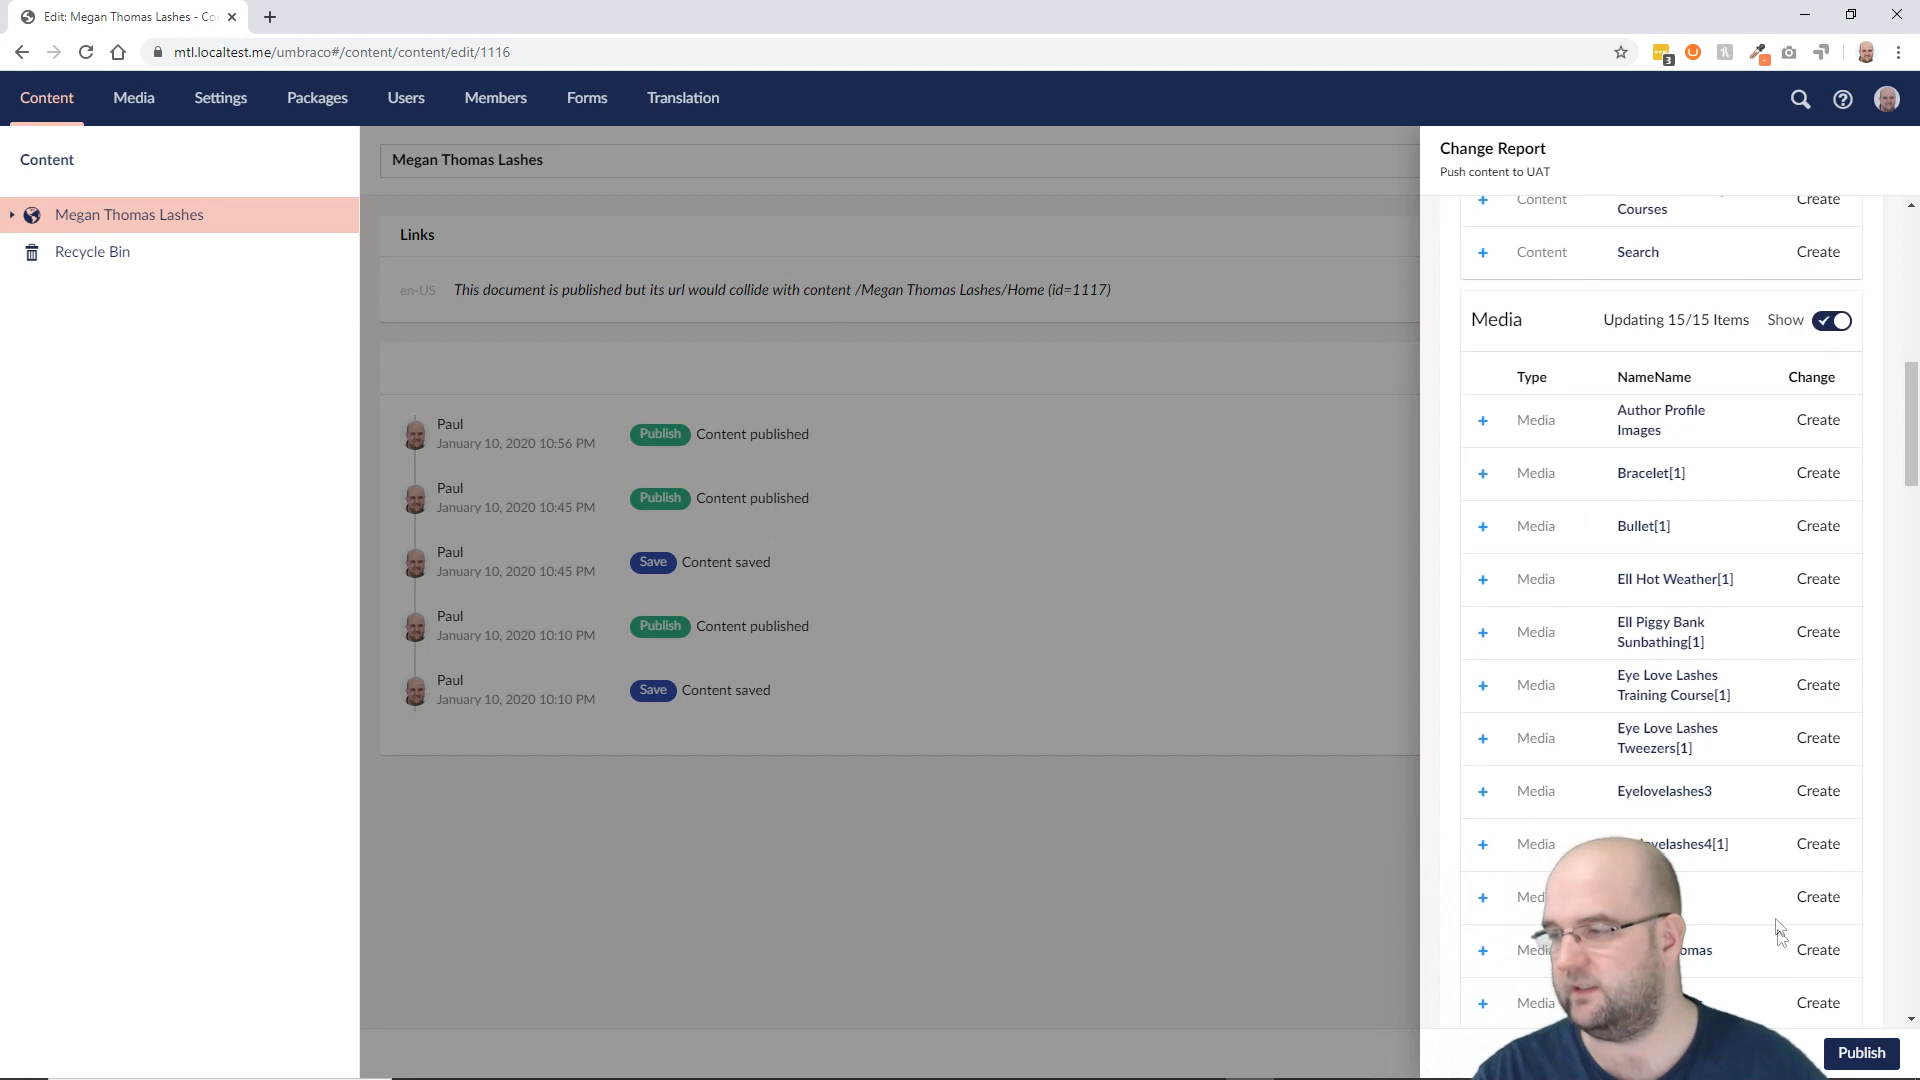 Edit: Megan Thomas Lashes - Co
mtl.localtest.me/umbraco#/content/content/edit/1116
3
Content Media Settings Packages Users Members Forms Translation
Content
Megan Thomas Lashes
Recycle Bin
Megan Thomas Lashes
Links
en-US This document is published but its url would collide with content /Megan Thomas Lashes/Home (id=1117)
Paul
January 10, 2020 10:56 PM
Publish Content published
Paul
January 10, 2020 10:45 PM
Publish Content published
Paul
January 10, 2020 10:45 PM
Save Content saved
Paul
January 10, 2020 10:10 PM
Publish Content published
Paul
January 10, 2020 10:10 PM
Save Content saved
Change Report
Push content to UAT
+ Content Courses Create
+ Content Search Create
Media Updating 15/15 Items Show
Type NameName Change
+ Media Author Profile
Images Create
+ Media Bracelet[1] Create
+ Media Bullet[1] Create
+ Media Ell Hot Weather[1] Create
+ Media Ell Piggy Bank
Sunbathing[1] Create
+ Media Eye Love Lashes
Training Course[1] Create
+ Media Eye Love Lashes
Tweezers[1] Create
+ Media Eyelovelashes3 Create
+ Media velashes4[1] Create
+ Med Create
+ Medi omas Create
+ Media Create
Publish